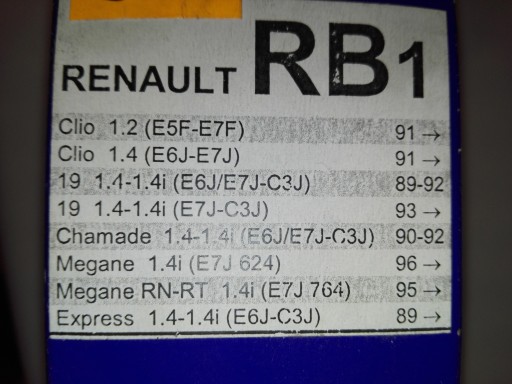 RENAULT RB1
Clio 1.2 (E5F-E7F) 91 →
Clio 1.4 (E6J-E7J) 91 →
19 1.4-1.4i (E6J/E7J-C3J) 89-92
19 1.4-1.4i (E7J-C3J) 93 →
Chamade 1.4-1.4i (E6J/E7J-C3J) 90-92
Megane 1.4i (E7J 624) 96 →
Megane RN-RT 1.4i (E7J 764) 95 →
Express 1.4-1.4i (E6J-C3J) 89 →